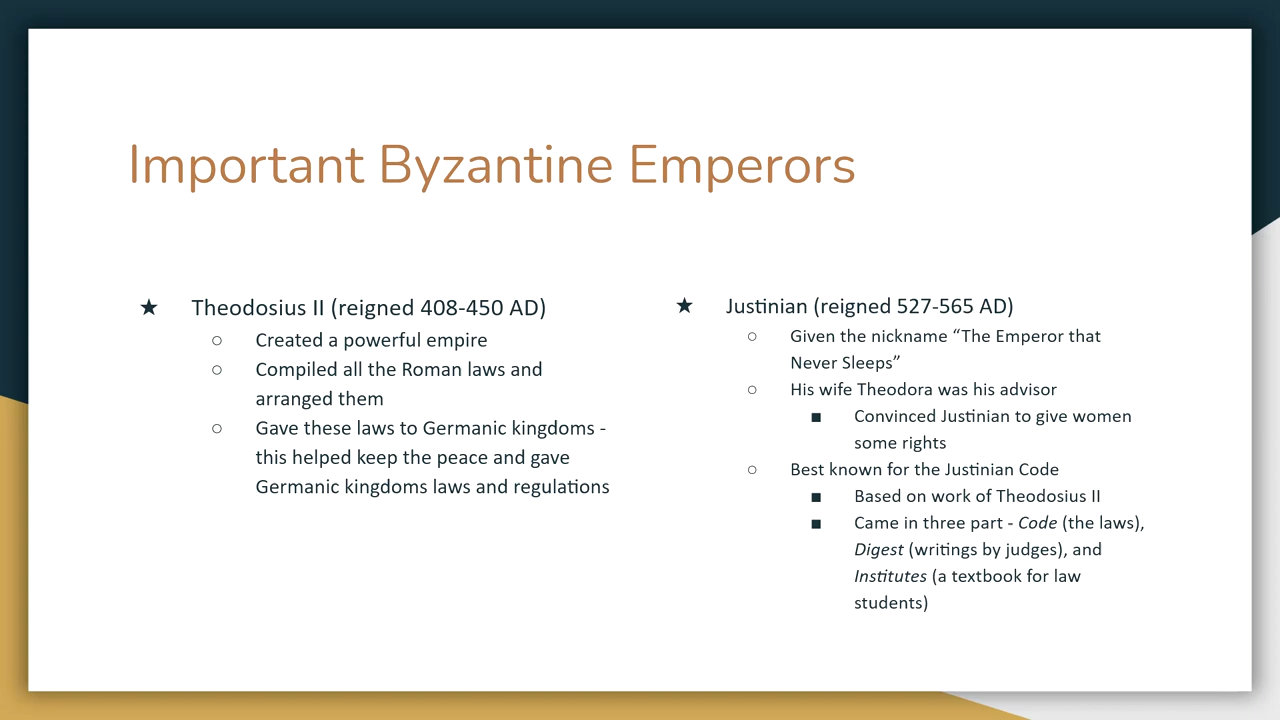 Important Byzantine Emperors
★ Theodosius II (reigned 408-450 AD)
○ Created a powerful empire
○ Compiled all the Roman laws and
arranged them
○ Gave these laws to Germanic kingdoms -
this helped keep the peace and gave
Germanic kingdoms laws and regulations
★ Justinian (reigned 527-565 AD)
○ Given the nickname “The Emperor that
Never Sleeps”
○ His wife Theodora was his advisor
■ Convinced Justinian to give women
some rights
○ Best known for the Justinian Code
■ Based on work of Theodosius II
■ Came in three part - Code (the laws),
Digest (writings by judges), and
Institutes (a textbook for law
students)